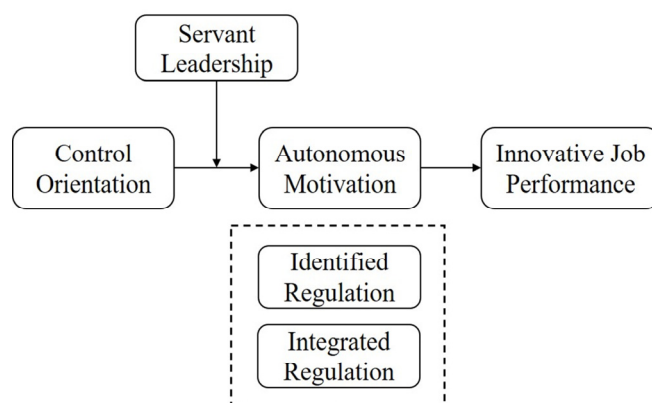 Servant
Leadership
Control
Orientation
Autonomous
Motivation
Innovative Job
Performance
Identified
Regulation
Integrated
Regulation